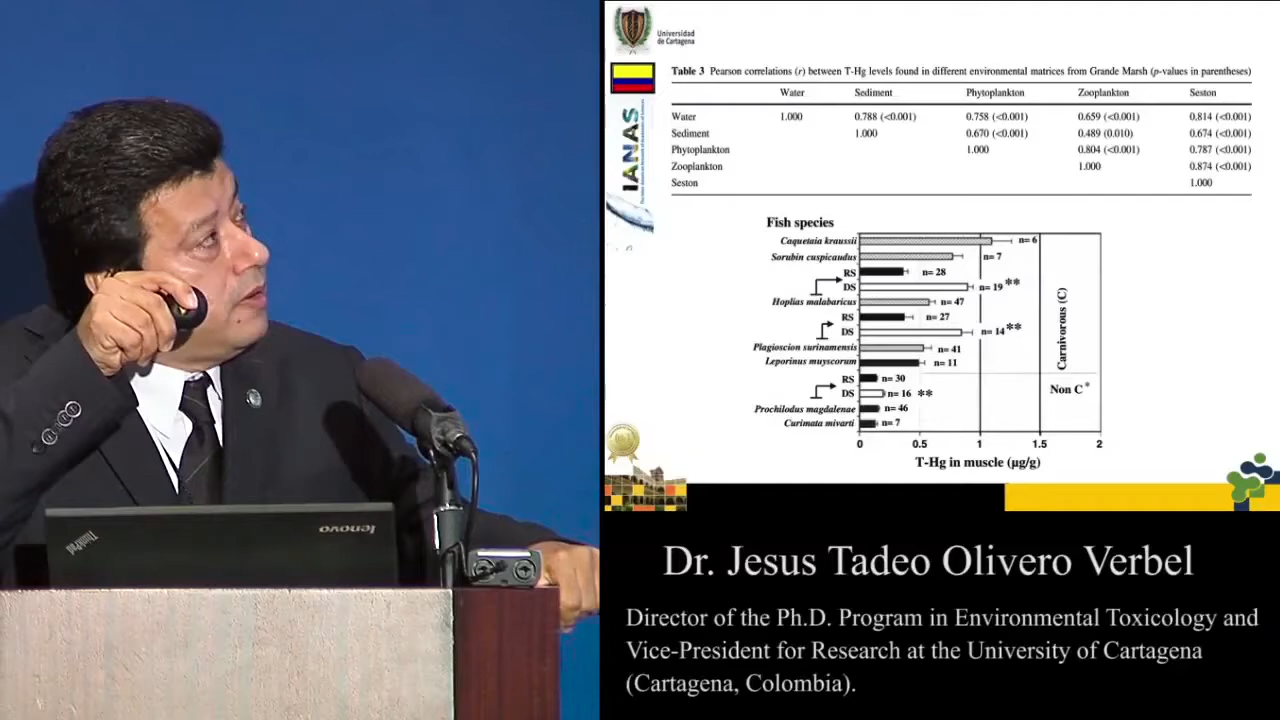 Universidad
de Cartagena
Table 3 Pearson correlations (r) between T-Hg levels found in different environmental matrices from Grande Marsh (p-values in parentheses)
Water Sediment Phytoplankton Zooplankton Seston
Water 1.000 0.788 (<0.001) 0.758 (<0.001) 0.659 (<0.001) 0.814 (<0.001)
Sediment 1.000 0.670 (<0.001) 0.489 (0.010) 0.674 (<0.001)
Phytoplankton 1.000 0.804 (<0.001) 0.787 (<0.001)
Zooplankton 1.000 0.874 (<0.001)
Seston 1.000
IANAS
Fish species
Caquetaia kraussii n= 6
Sorubin cuspicaudus n= 7
RS n= 28
DS n= 19 **
Hoplias malabaricus n= 47
RS n= 27
DS n= 14 **
Plagioscion surinamensis n= 41
Leporinus muyscorum n= 11
RS n= 30
DS n= 16 **
Prochilodus magdalenae n= 46
Curimata mivarti n= 7
Carnivorous (C)
Non C*
0 0.5 1 1.5 2
T-Hg in muscle (µg/g)
ThinkPad
lenovo
Dr. Jesus Tadeo Olivero Verbel
Director of the Ph.D. Program in Environmental Toxicology and
Vice-President for Research at the University of Cartagena
(Cartagena, Colombia).